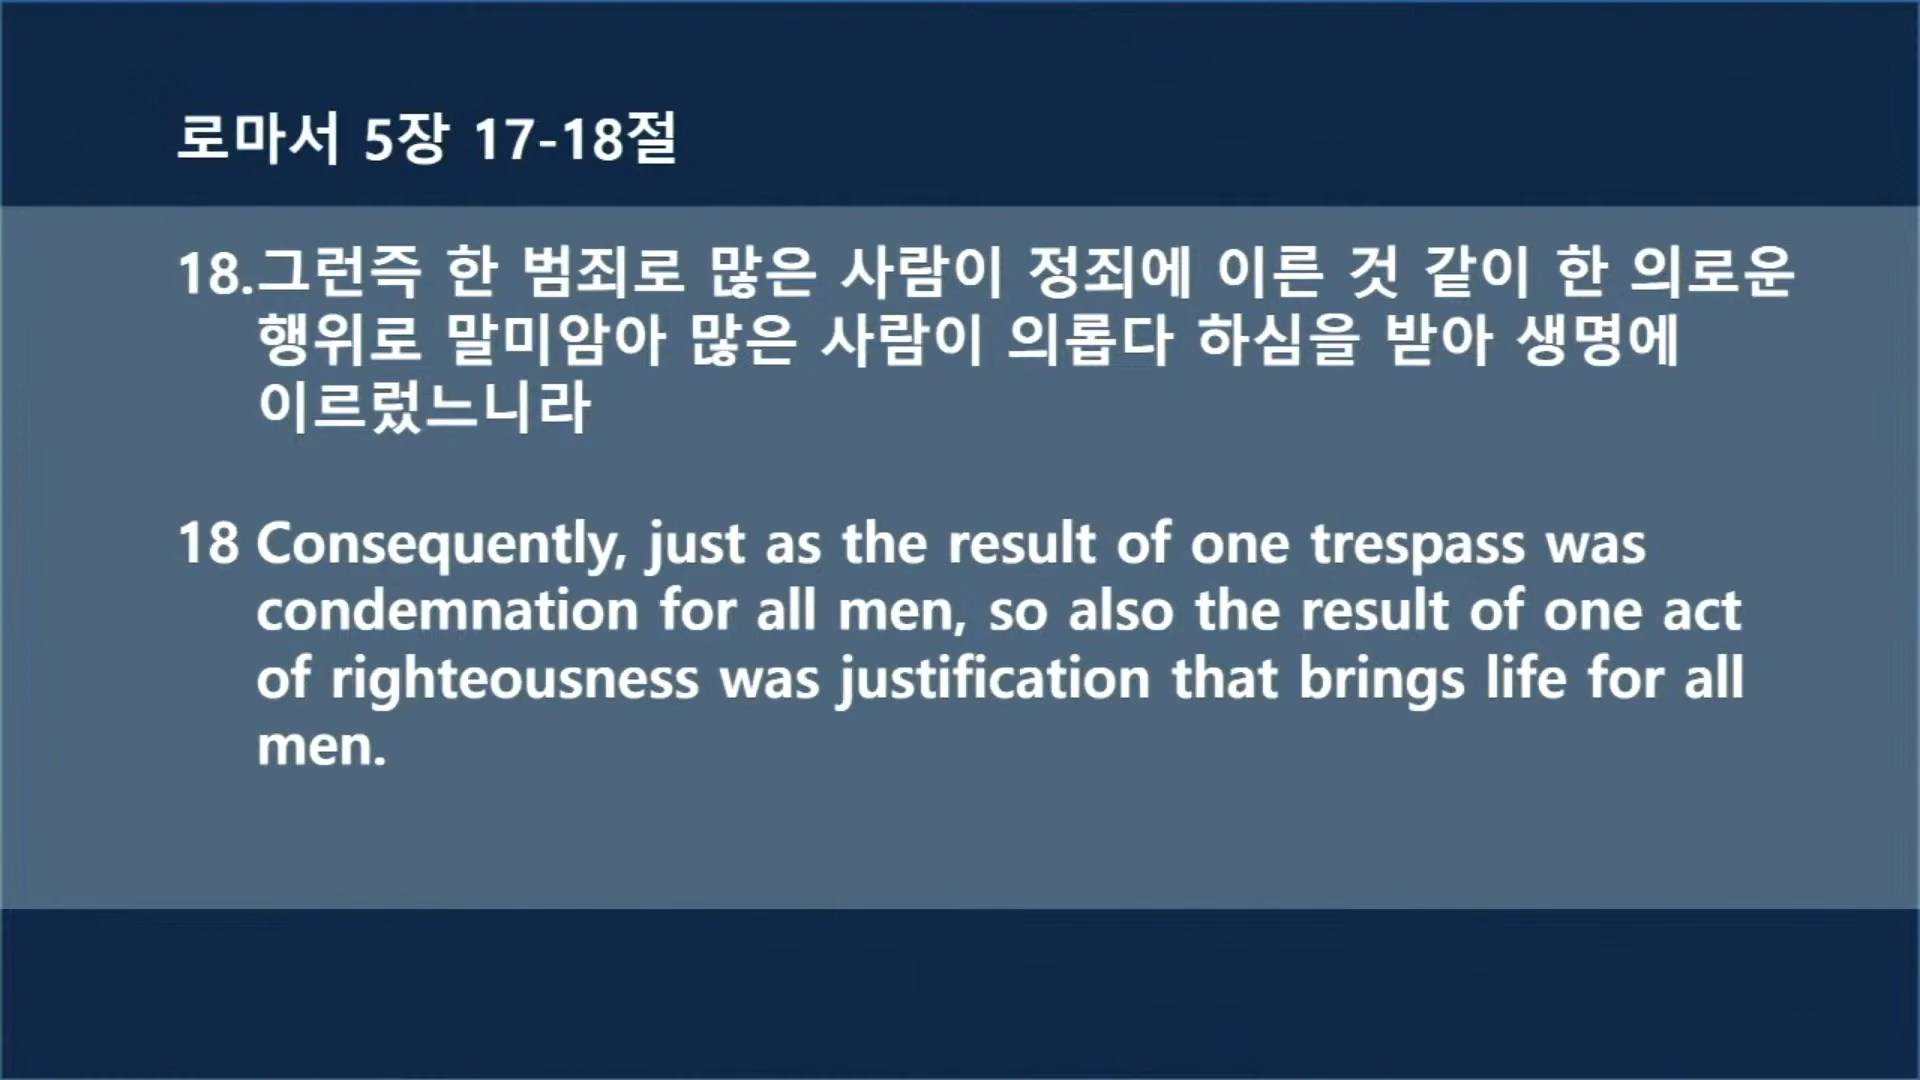 로마서 5장 17-18절
18.그런즉 한 범죄로 많은 사람이 정죄에 이른 것 같이 한 의로운
행위로 말미암아 많은 사람이 의롭다 하심을 받아 생명에
이르렀느니라
18 Consequently, just as the result of one trespass was
condemnation for all men, so also the result of one act
of righteousness was justification that brings life for all
men.